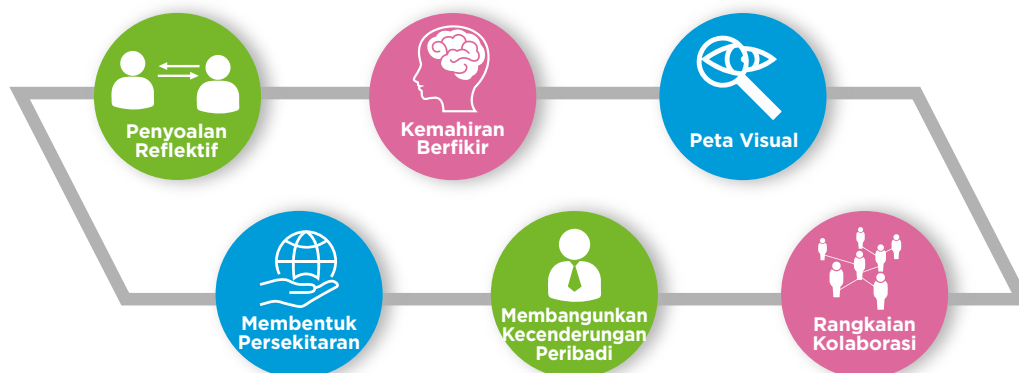 Penyoalan
Reflektif
Kemahiran
Berfikir
Peta Visual
Membentuk
Persekitaran
Membangunkan
Kecenderungan
Peribadi
Rangkaian
Kolaborasi